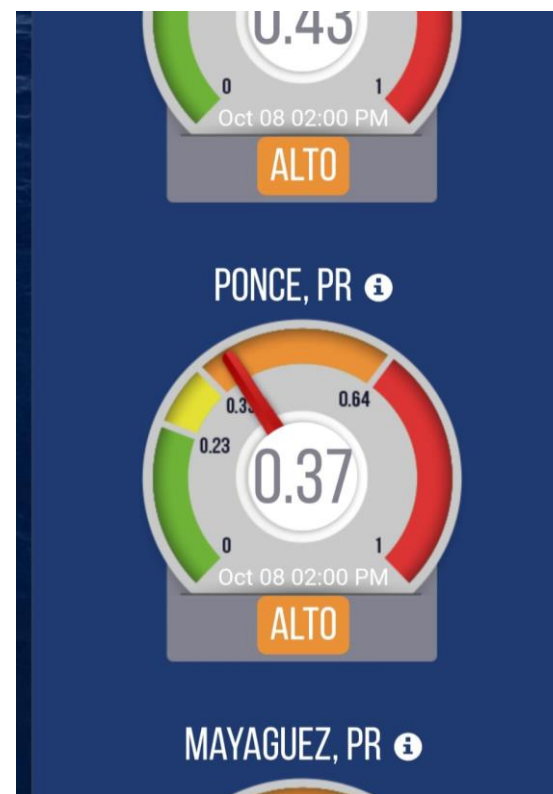 0.43
0 1
Oct 08 02:00 PM
ALTO
PONCE, PR
0.64
0.23
0.37
0 1
Oct 08 02:00 PM
ALTO
MAYAGUEZ, PR